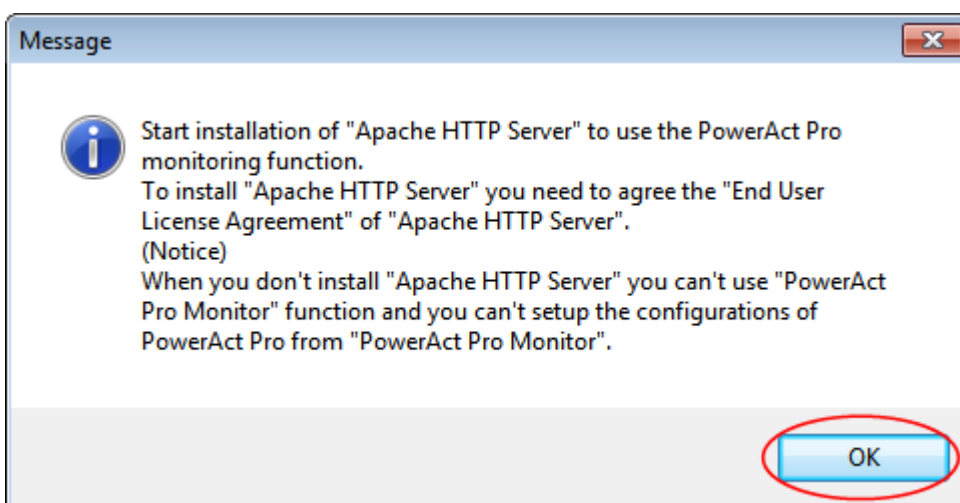 Message
Start installation of "Apache HTTP Server" to use the PowerAct Pro
monitoring function.
To install "Apache HTTP Server" you need to agree the "End User
License Agreement" of "Apache HTTP Server".
(Notice)
When you don't install "Apache HTTP Server" you can't use "PowerAct
Pro Monitor" function and you can't setup the configurations of
PowerAct Pro from "PowerAct Pro Monitor".
OK